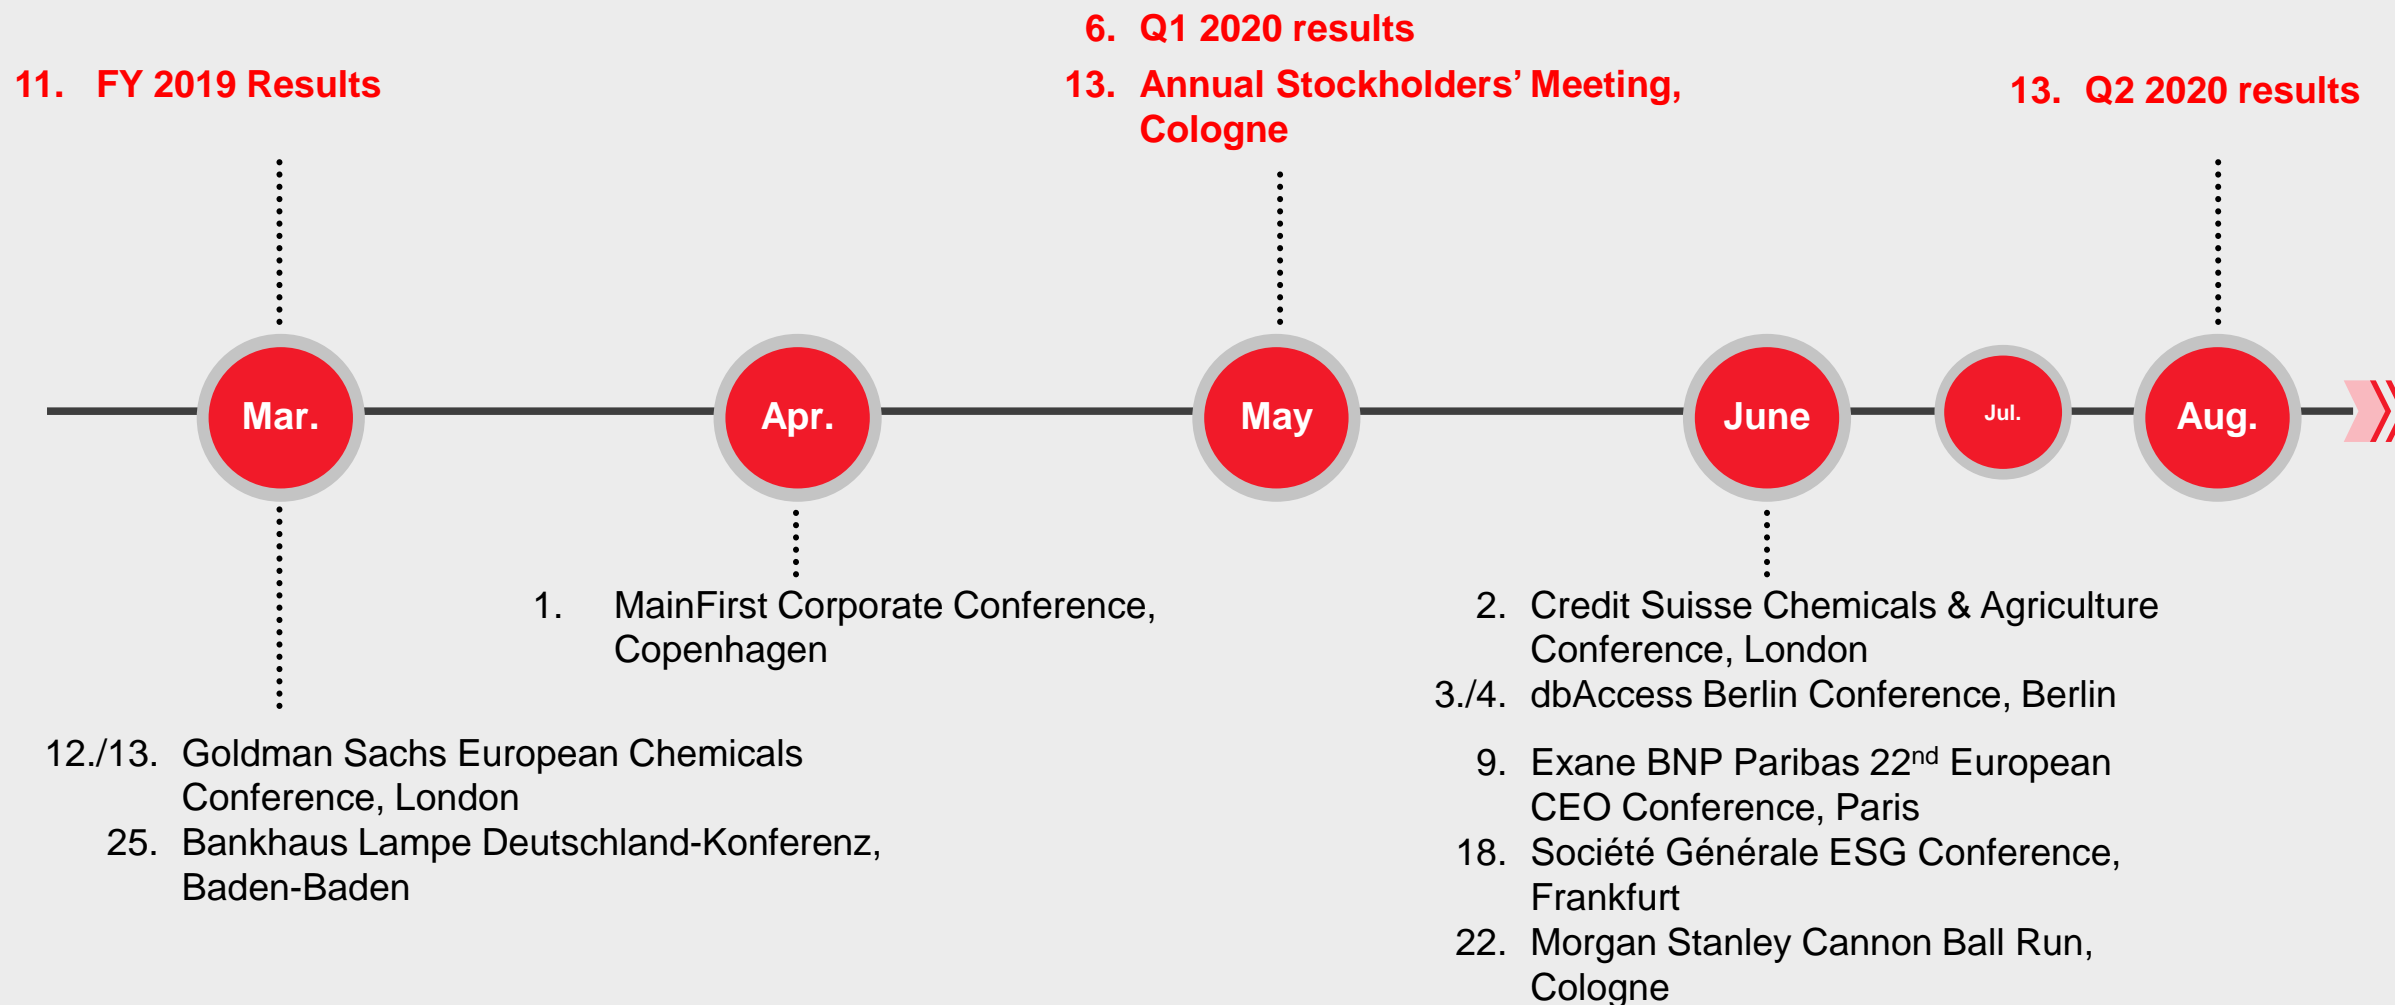 11. FY 2019 Results
6. Q1 2020 results
13. Annual Stockholders’ Meeting,
Cologne
13. Q2 2020 results
Mar.
Apr.
May
June
Jul.
Aug.
12./13. Goldman Sachs European Chemicals
Conference, London
25. Bankhaus Lampe Deutschland-Konferenz,
Baden-Baden
1. MainFirst Corporate Conference,
Copenhagen
2. Credit Suisse Chemicals & Agriculture
Conference, London
3./4. dbAccess Berlin Conference, Berlin
9. Exane BNP Paribas 22nd European
CEO Conference, Paris
18. Société Générale ESG Conference,
Frankfurt
22. Morgan Stanley Cannon Ball Run,
Cologne